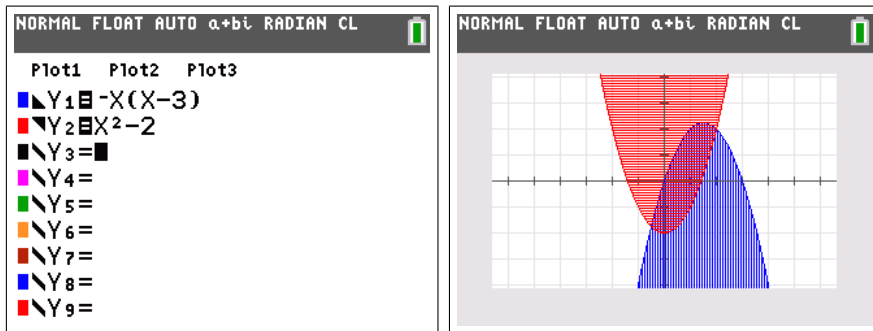 NORMAL FLOAT AUTO a+bi RADIAN CL
Plot1 Plot2 Plot3
Y₁=-X(X-3)
Y₂=X²-2
Y₃=
Y₄=
Y₅=
Y₆=
Y₇=
Y₈=
Y₉=
NORMAL FLOAT AUTO a+bi RADIAN CL